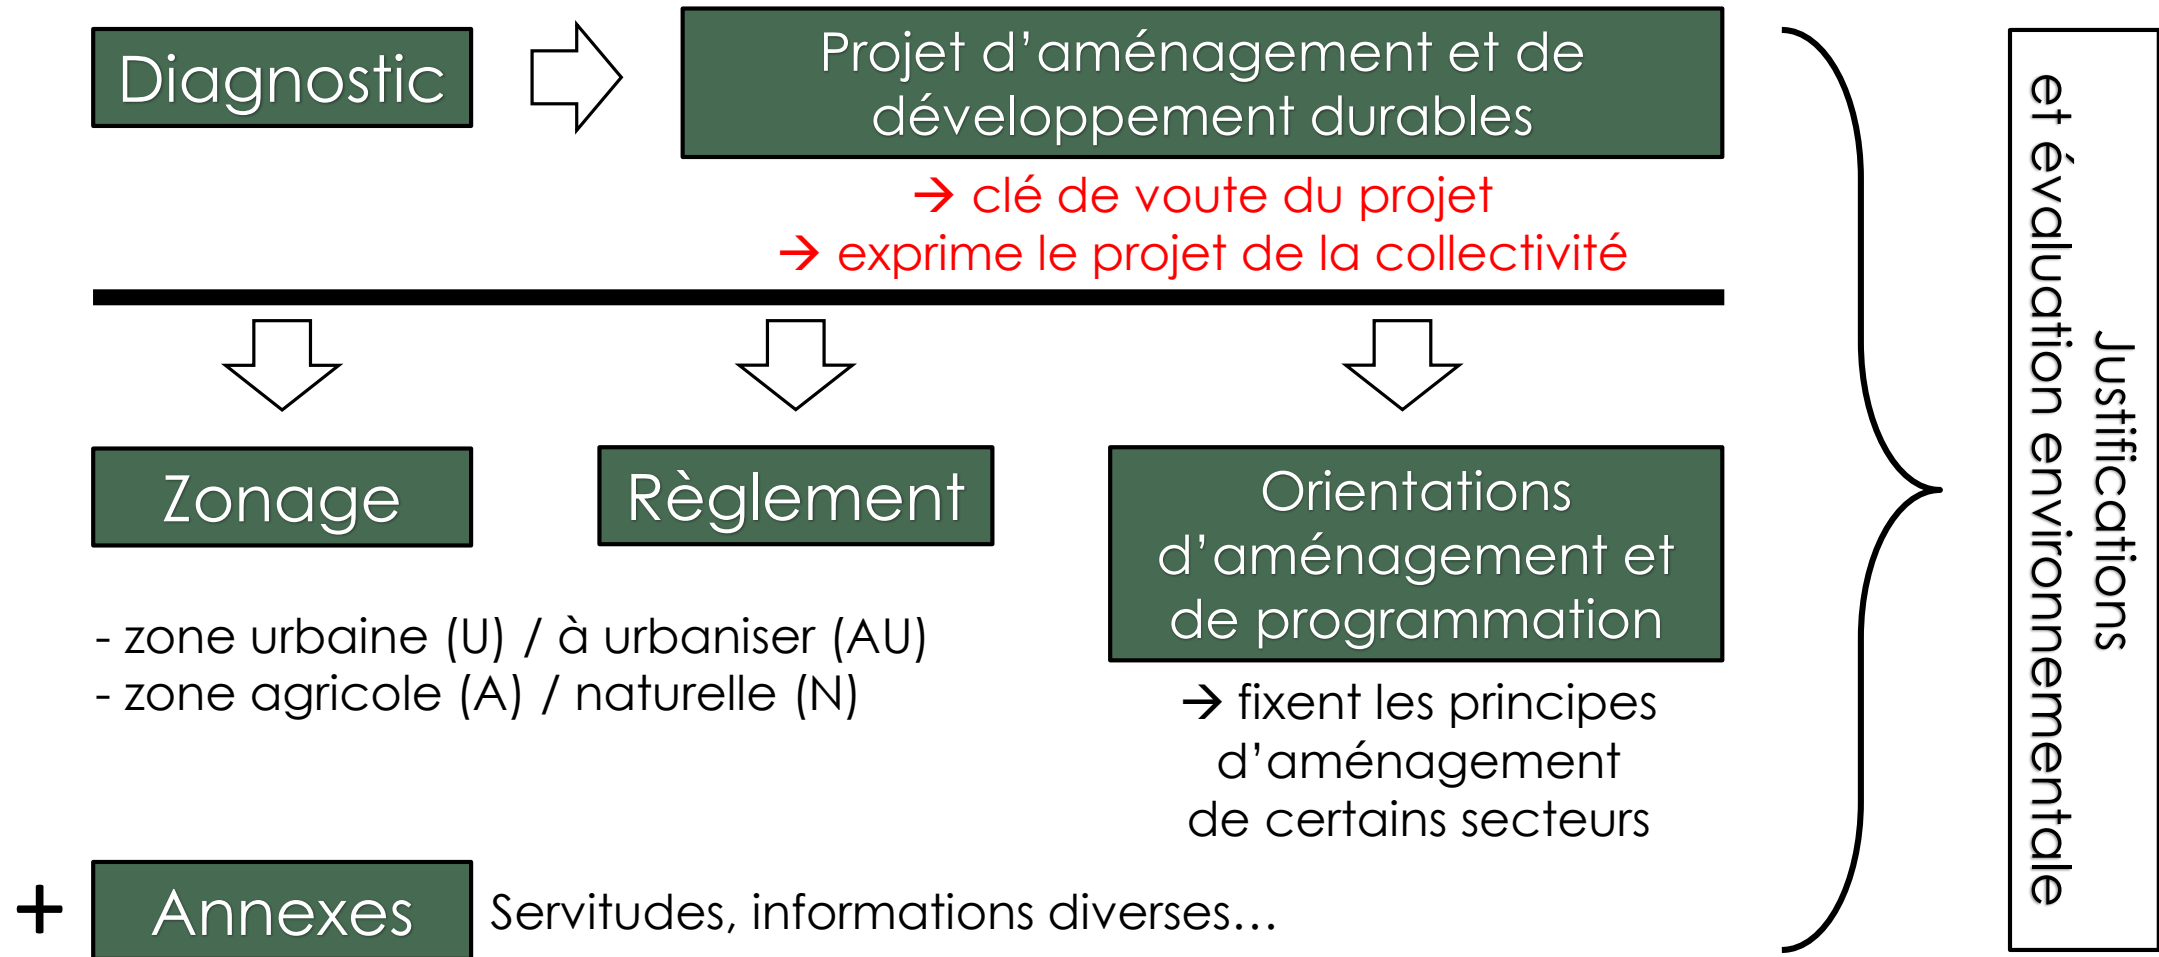 Diagnostic
Projet d’aménagement et de
développement durables
→ clé de voute du projet
→ exprime le projet de la collectivité
Zonage
Règlement
Orientations
d’aménagement et
de programmation
- zone urbaine (U) / à urbaniser (AU)
- zone agricole (A) / naturelle (N)
→ fixent les principes
d’aménagement
de certains secteurs
+
Annexes
Servitudes, informations diverses…
Justifications
et évaluation environnementale